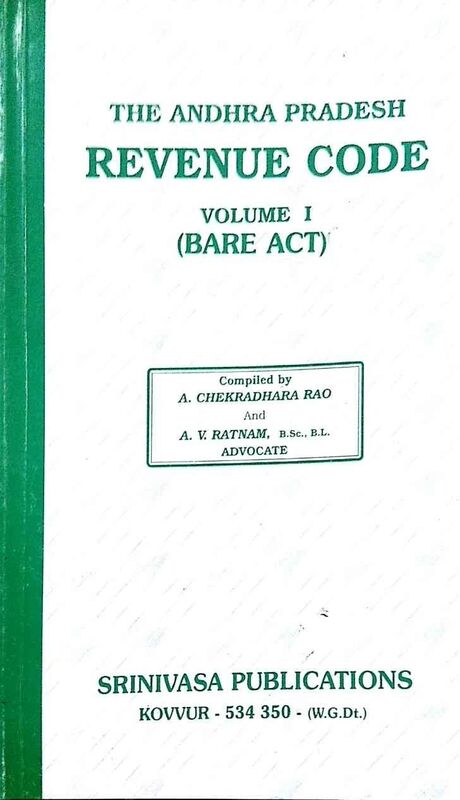 THE ANDHRA PRADESH
REVENUE CODE
VOLUME I
(BARE ACT)
Compiled by
A. CHEKRADHARA RAO
And
A. V. RATNAM, B.Sc., B.L.
ADVOCATE
SRINIVASA PUBLICATIONS
KOVVUR - 534 350 - (W.G.Dt.)